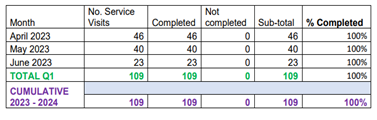 Month No. Service Visits Completed Not completed Sub-total % Completed
April 2023 46 46 0 46 100%
May 2023 40 40 0 40 100%
June 2023 23 23 0 23 100%
TOTAL Q1 109 109 0 109 100%
CUMULATIVE
2023 - 2024 109 109 0 109 100%